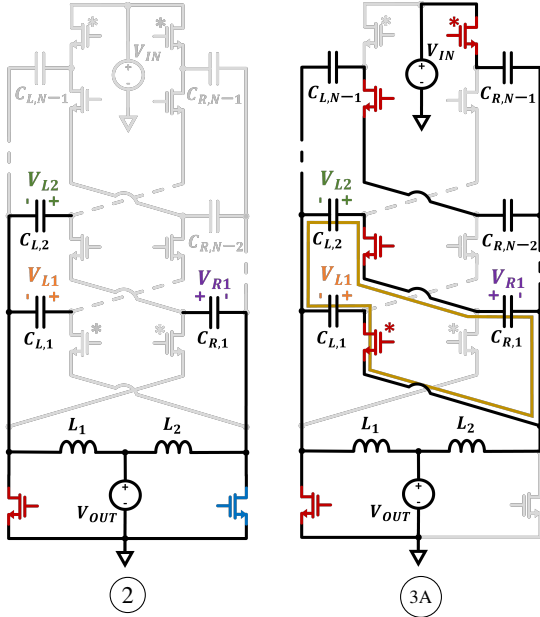 *
*
V_IN
+
-
C_L,N−1
C_R,N−1
V_L2
- +
C_L,2
C_R,N−2
V_L1
- +
V_R1
+ -
C_L,1
C_R,1
*
*
L_1
L_2
+
-
V_OUT
2
*
*
V_IN
+
-
C_L,N−1
C_R,N−1
V_L2
- +
C_L,2
C_R,N−2
V_L1
- +
V_R1
+ -
C_L,1
C_R,1
*
*
L_1
L_2
+
-
V_OUT
3A